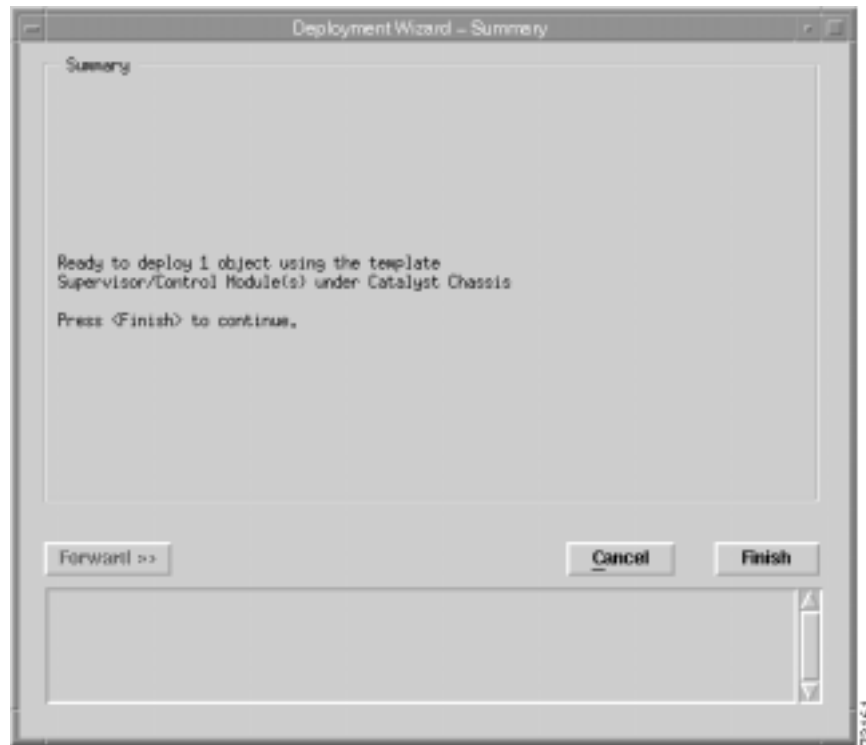 Deployment Wizard – Summary
Summary
Ready to deploy 1 object using the template
Supervisor/Control Module(s) under Catalyst Chassis
Press <Finish> to continue.
Forward >>
Cancel
Finish